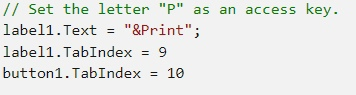 // Set the letter "P" as an access key.
label1.Text = "&Print";
label1.TabIndex = 9
button1.TabIndex = 10